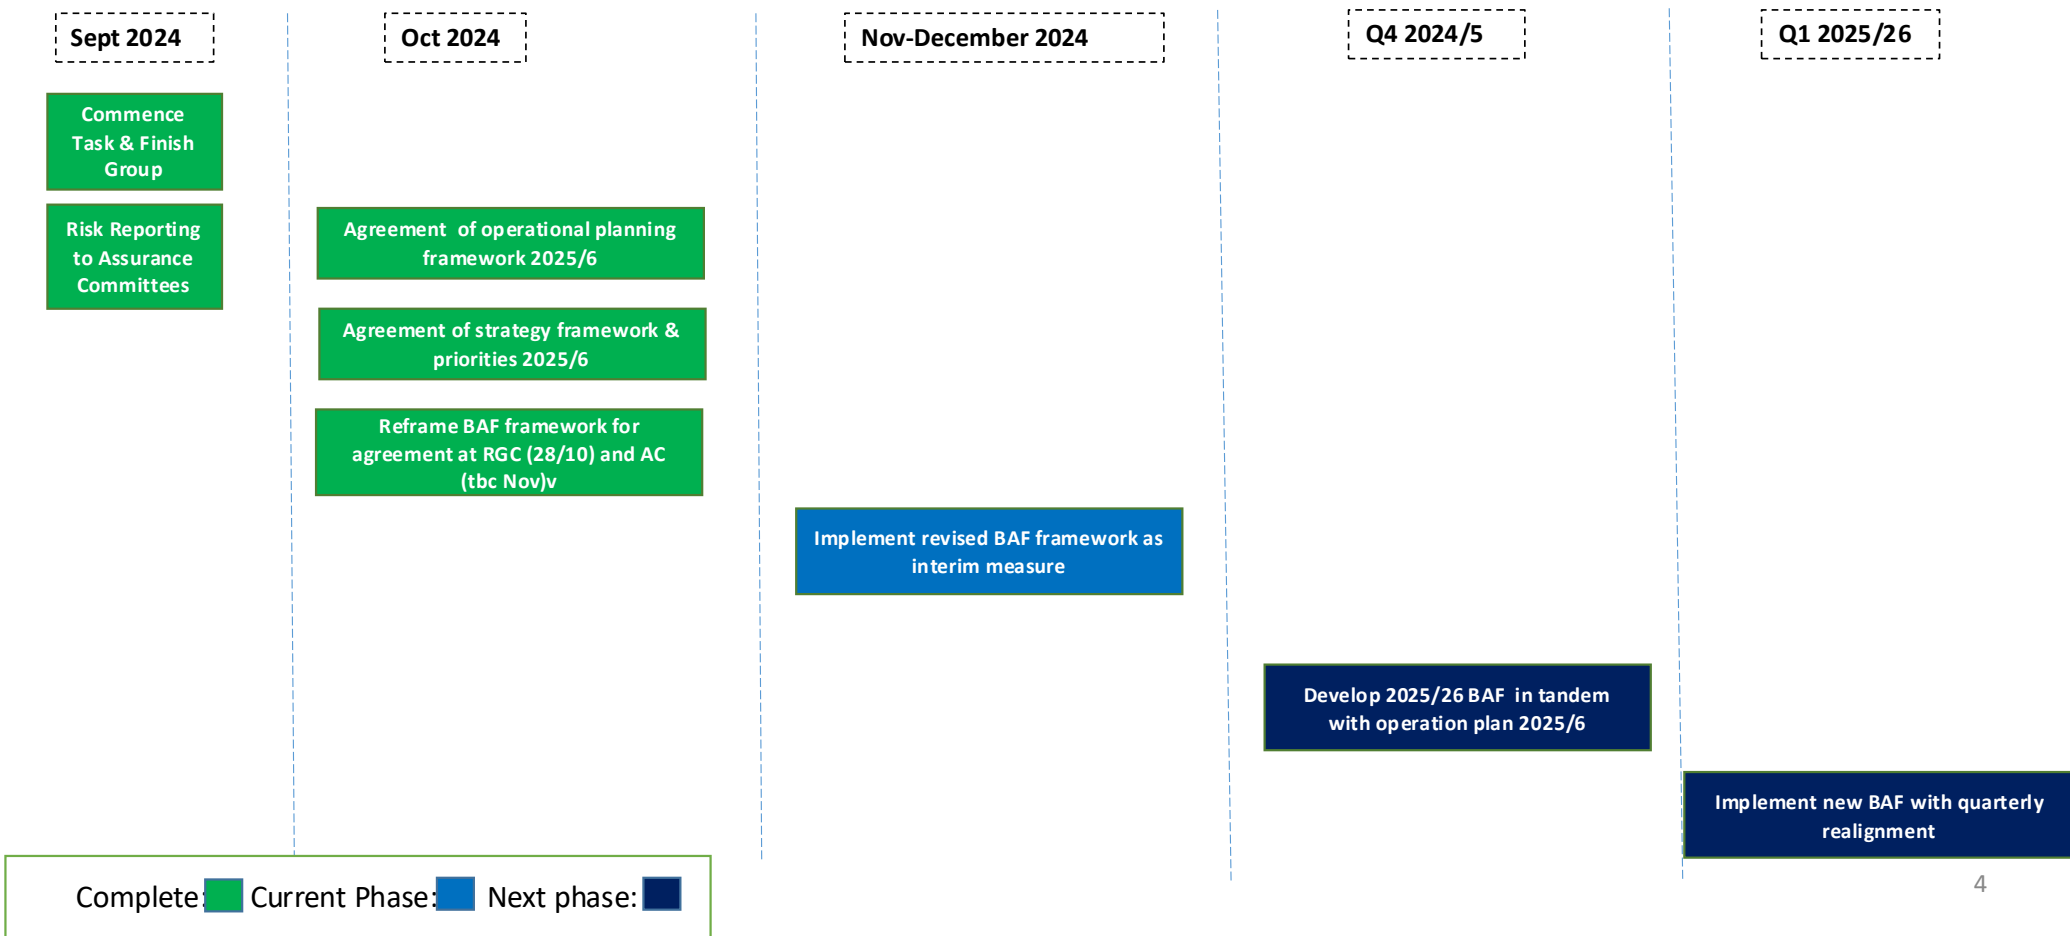 Sept 2024
Oct 2024
Nov-December 2024
Q4 2024/5
Q1 2025/26
Commence
Task & Finish
Group
Risk Reporting
to Assurance
Committees
Agreement of operational planning
framework 2025/6
Agreement of strategy framework &
priorities 2025/6
Reframe BAF framework for
agreement at RGC (28/10) and AC
(tbc Nov)v
Implement revised BAF framework as
interim measure
Develop 2025/26 BAF in tandem
with operation plan 2025/6
Implement new BAF with quarterly
realignment
Complete: Current Phase: Next phase:
4